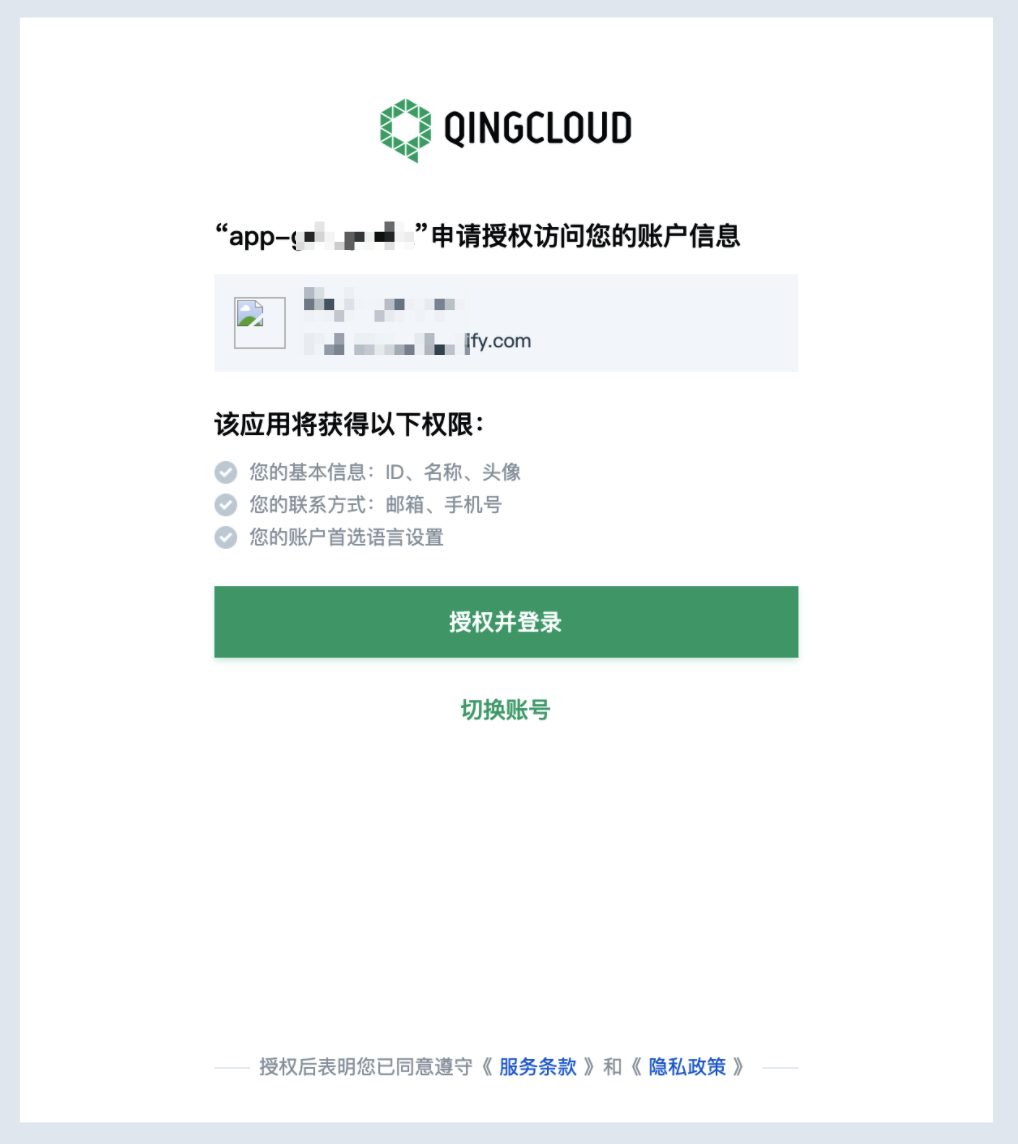 QINGCLOUD
“app-”申请授权访问您的账户信息
ify.com
该应用将获得以下权限：
您的基本信息：ID、名称、头像
您的联系方式：邮箱、手机号
您的账户首选语言设置
授权并登录
切换账号
授权后表明您已同意遵守《 服务条款 》和《 隐私政策 》